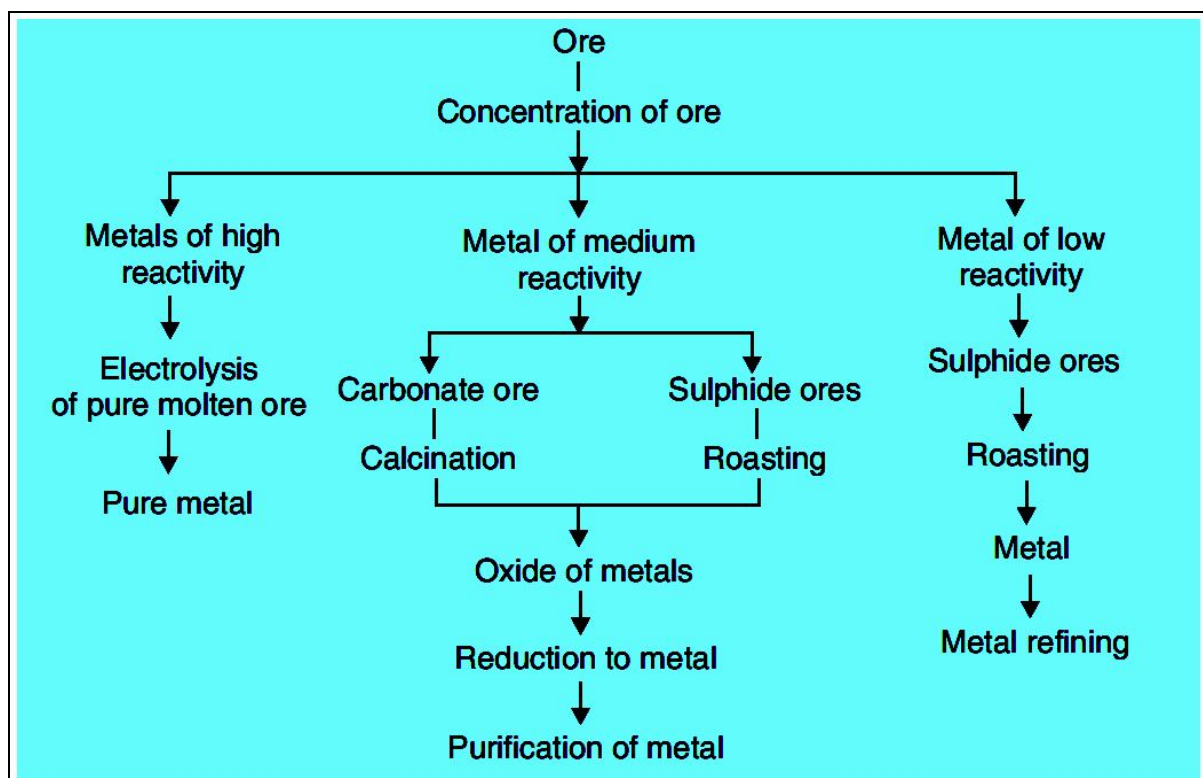 Ore
Concentration of ore
Metals of high
reactivity
Electrolysis
of pure molten ore
Pure metal
Metal of medium
reactivity
Carbonate ore
Calcination
Sulphide ores
Roasting
Oxide of metals
Reduction to metal
Purification of metal
Metal of low
reactivity
Sulphide ores
Roasting
Metal
Metal refining